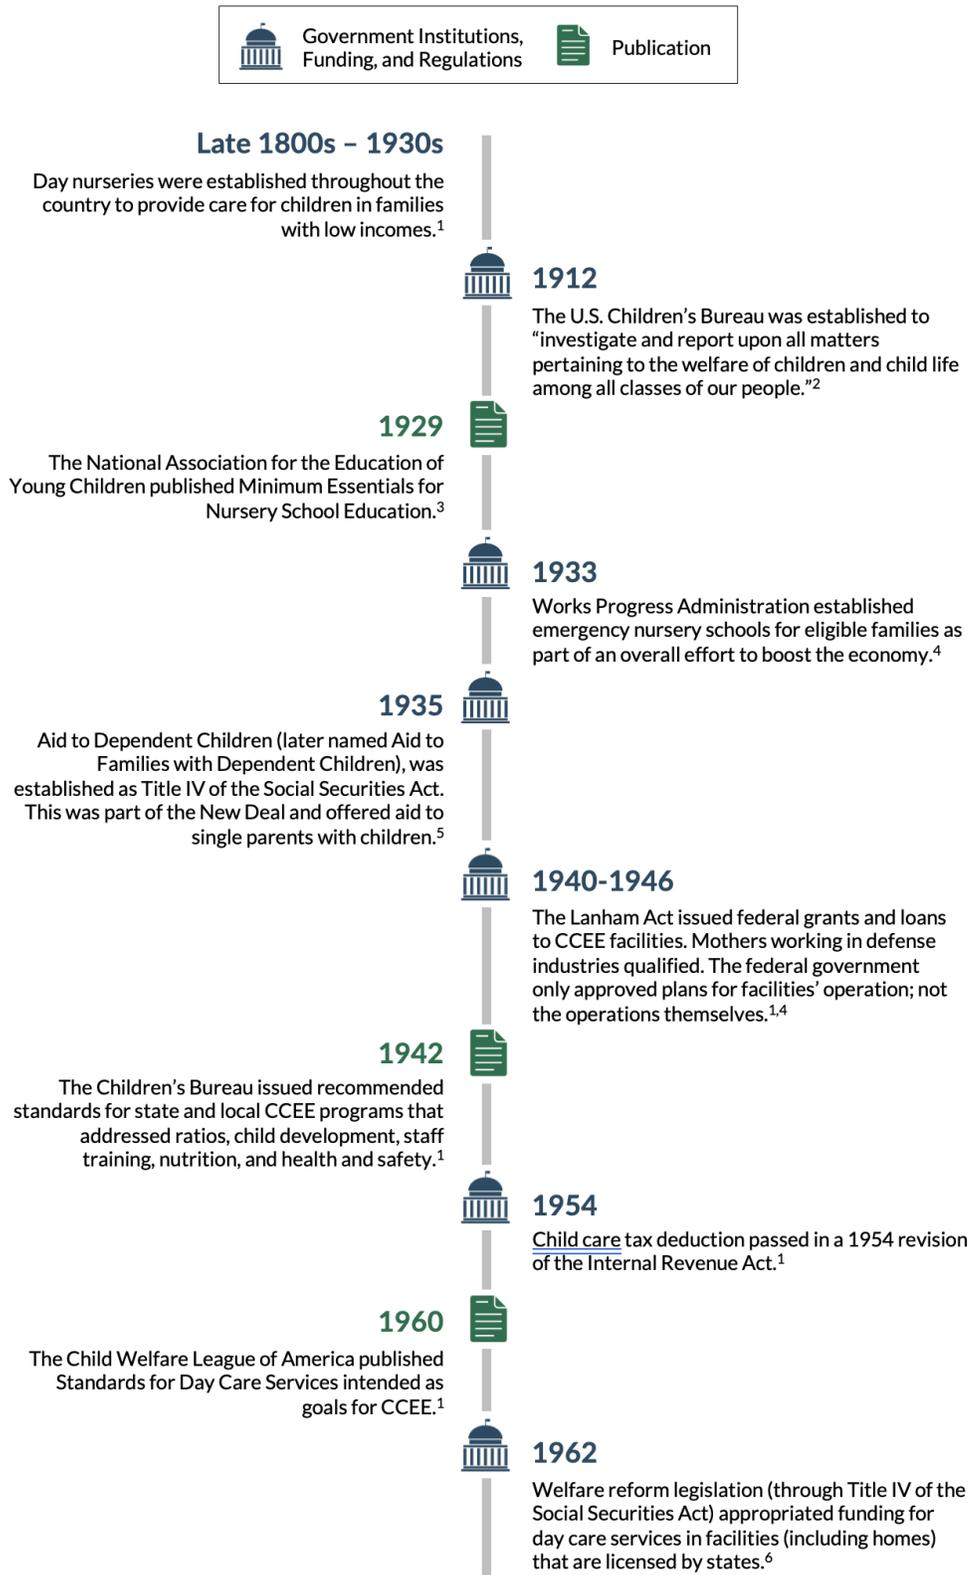 Government Institutions,
Funding, and Regulations
Publication
Late 1800s – 1930s
Day nurseries were established throughout the
country to provide care for children in families
with low incomes.¹
1912
The U.S. Children’s Bureau was established to
“investigate and report upon all matters
pertaining to the welfare of children and child life
among all classes of our people.”²
1929
The National Association for the Education of
Young Children published Minimum Essentials for
Nursery School Education.³
1933
Works Progress Administration established
emergency nursery schools for eligible families as
part of an overall effort to boost the economy.⁴
1935
Aid to Dependent Children (later named Aid to
Families with Dependent Children), was
established as Title IV of the Social Securities Act.
This was part of the New Deal and offered aid to
single parents with children.⁵
1940-1946
The Lanham Act issued federal grants and loans
to CCEE facilities. Mothers working in defense
industries qualified. The federal government
only approved plans for facilities’ operation; not
the operations themselves.¹,⁴
1942
The Children’s Bureau issued recommended
standards for state and local CCEE programs that
addressed ratios, child development, staff
training, nutrition, and health and safety.¹
1954
Child care tax deduction passed in a 1954 revision
of the Internal Revenue Act.¹
1960
The Child Welfare League of America published
Standards for Day Care Services intended as
goals for CCEE.¹
1962
Welfare reform legislation (through Title IV of the
Social Securities Act) appropriated funding for
day care services in facilities (including homes)
that are licensed by states.⁶